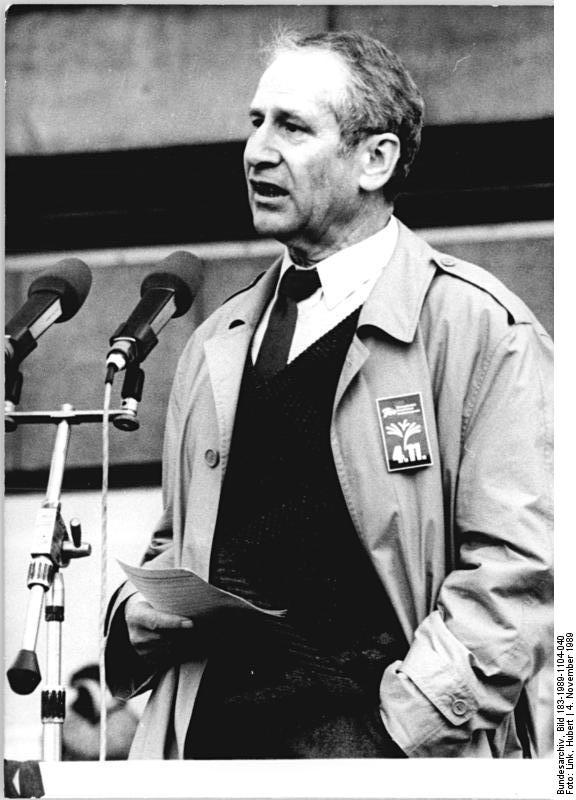 4.11.
Bundesarchiv, Bild 183-1989-1104-040
Foto: Link, Hubert | 4. November 1989